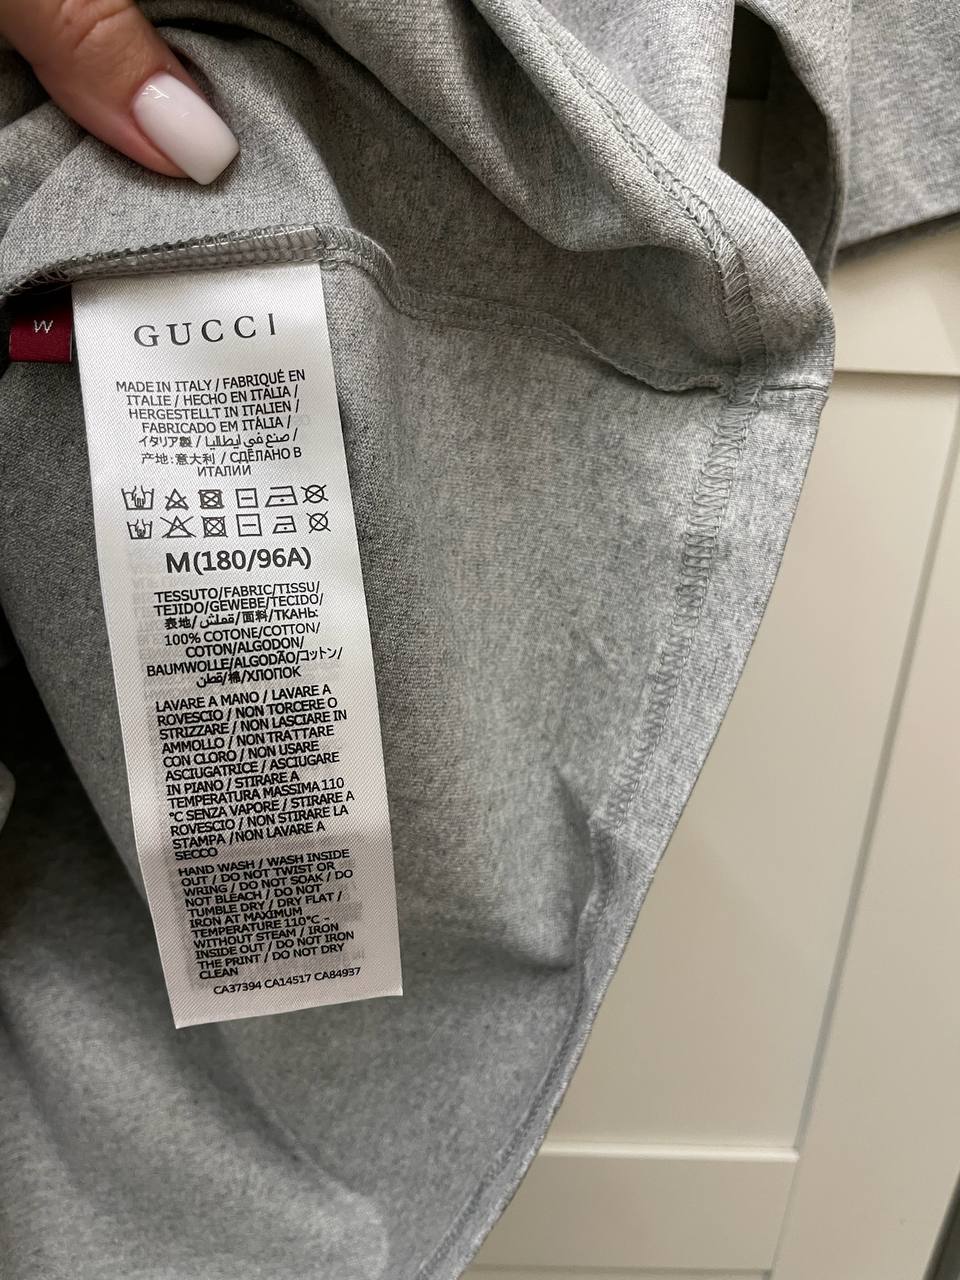 M
GUCCI
MADE IN ITALY / FABRIQUÉ EN
ITALIE / HECHO EN ITÀLIA /
HERGESTELLT IN ITALIEN /
FABRICADO EM ITÀLIA /
イタリア製 / صنع في إيطاليا /
产地:意大利 / СДЕЛАНО В
ИТАЛИИ
M(180/96A)
TESSUTO/FABRIC/TISSU/
TEJIDO/GEWEBE/TECIDO/
表地/قماش/面料/ТКАНЬ:
100% COTONE/COTTON/
COTON/ALGODON/
BAUMWOLLE/ALGODÃO/コットン/
قطن/棉/ХЛОПОК
LAVARE A MANO / LAVARE A
ROVESCIO / NON TORCERE O
STRIZZARE / NON LASCIARE IN
AMMOLLO / NON TRATTARE
CON CLORO / NON USARE
ASCIUGATRICE / ASCIUGARE
IN PIANO / STIRARE A
TEMPERATURA MASSIMA 110
°C SENZA VAPORE / STIRARE A
ROVESCIO / NON STIRARE LA
STAMPA / NON LAVARE A
SECCO
HAND WASH / WASH INSIDE
OUT / DO NOT TWIST OR
WRING / DO NOT SOAK / DO
NOT BLEACH / DO NOT
TUMBLE DRY / DRY FLAT /
IRON AT MAXIMUM
TEMPERATURE 110°C -
WITHOUT STEAM / IRON
INSIDE OUT / DO NOT IRON
THE PRINT / DO NOT DRY
CLEAN
CA37394 CA14517 CA84937